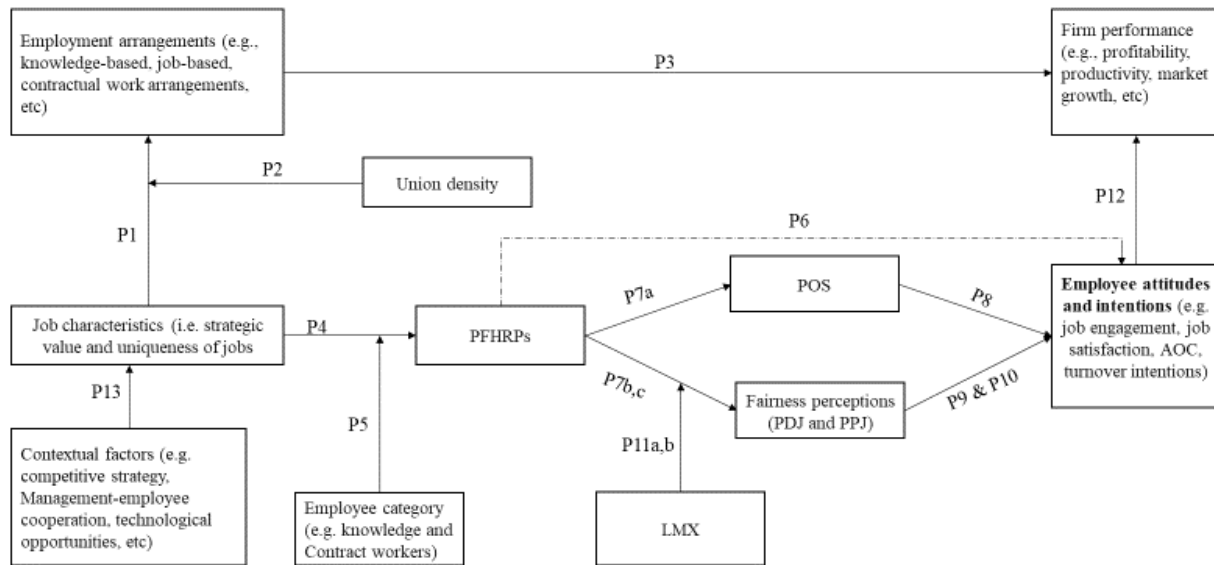 Employment arrangements (e.g.,
knowledge-based, job-based,
contractual work arrangements,
etc)
P3
Firm performance
(e.g., profitability,
productivity, market
growth, etc)
P2
Union density
P1
P12
P6
P7a
POS
P8
Job characteristics (i.e. strategic
value and uniqueness of jobs
P4
PFHRPs
Employee attitudes
and intentions (e.g.
job engagement, job
satisfaction, AOC,
turnover intentions)
P13
P7b,c
Fairness perceptions
(PDJ and PPJ)
P9 & P10
P5
P11a,b
Contextual factors (e.g.
competitive strategy,
Management-employee
cooperation, technological
opportunities, etc)
Employee category
(e.g. knowledge and
Contract workers)
LMX